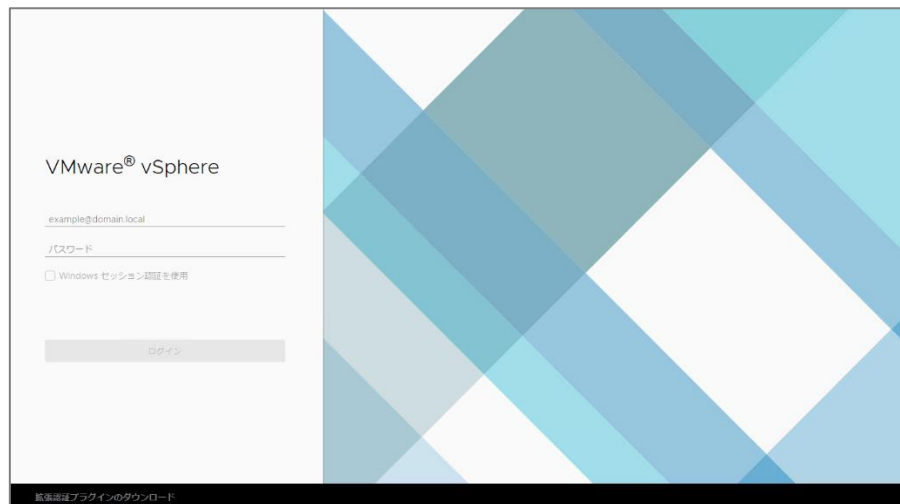 VMware® vSphere
example@domain.local
パスワード
Windows セッション認証を使用
ログイン
拡張認証プラグインのダウンロード